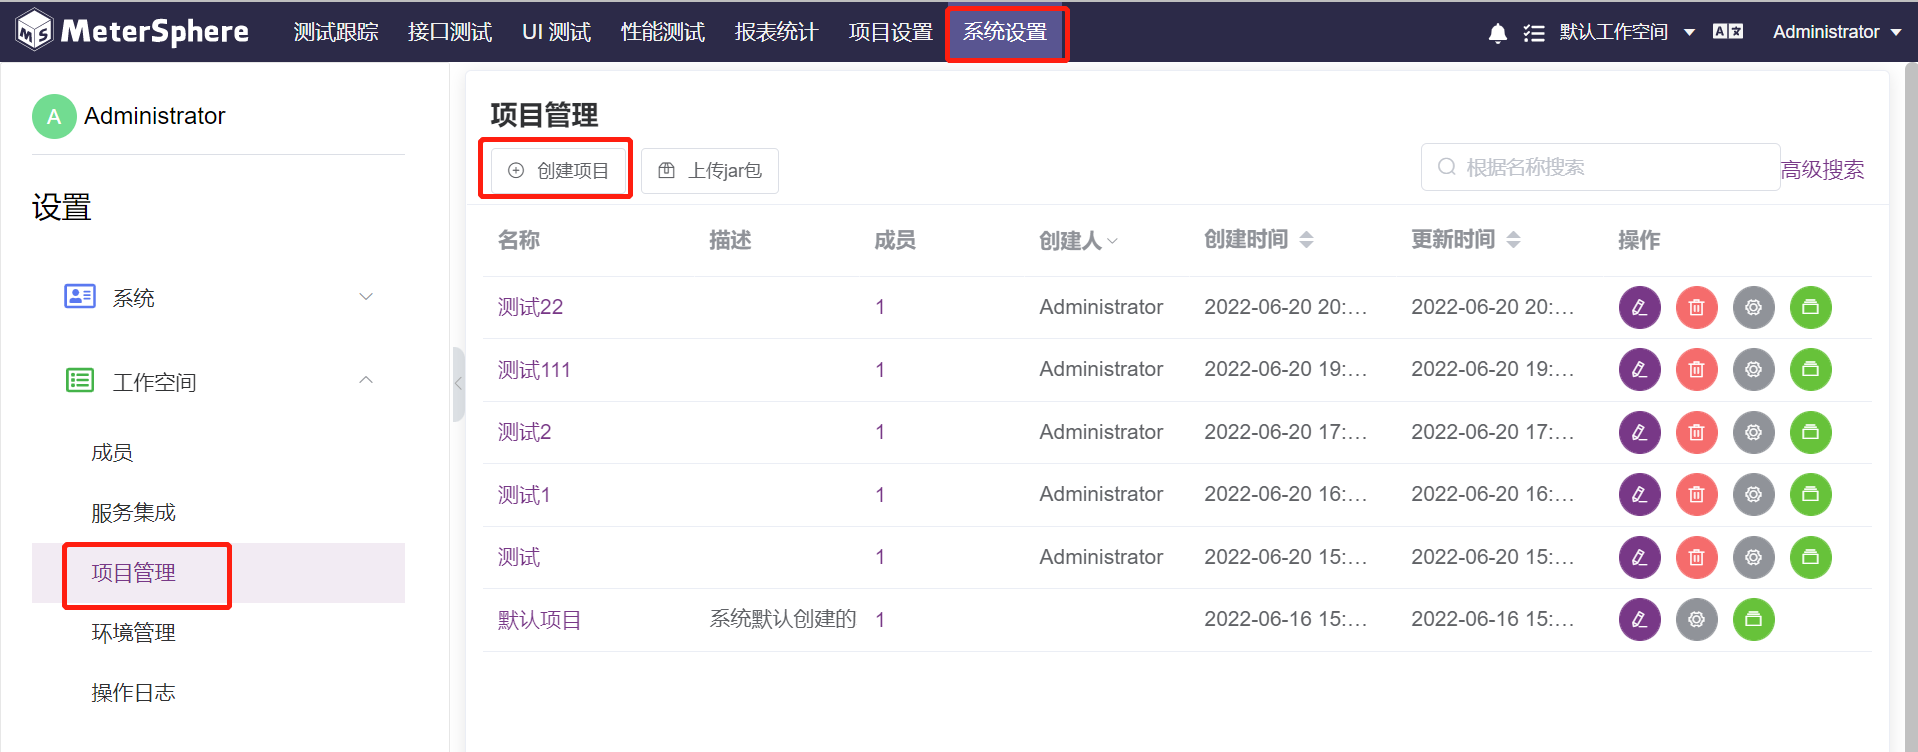 MS MeterSphere 测试跟踪 接口测试 UI 测试 性能测试 报表统计 项目设置 系统设置 默认工作空间 Administrator
A Administrator
设置
系统
工作空间
成员
服务集成
项目管理
环境管理
操作日志
项目管理
创建项目 上传jar包 根据名称搜索 高级搜索
名称 描述 成员 创建人 创建时间 更新时间 操作
测试22 1 Administrator 2022-06-20 20:... 2022-06-20 20:...
测试111 1 Administrator 2022-06-20 19:... 2022-06-20 19:...
测试2 1 Administrator 2022-06-20 17:... 2022-06-20 17:...
测试1 1 Administrator 2022-06-20 16:... 2022-06-20 16:...
测试 1 Administrator 2022-06-20 15:... 2022-06-20 15:...
默认项目 系统默认创建的 1 2022-06-16 15:... 2022-06-16 15:...